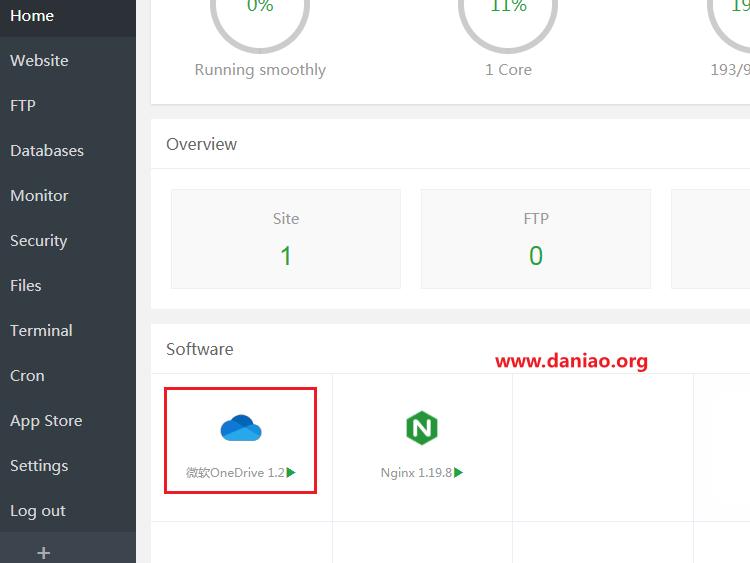 Home
Website
FTP
Databases
Monitor
Security
Files
Terminal
Cron
App Store
Settings
Log out
+
0%
11%
Running smoothly
1 Core
193/9
Overview
Site
FTP
1
0
Software
www.daniao.org
微软OneDrive 1.2
Nginx 1.19.8